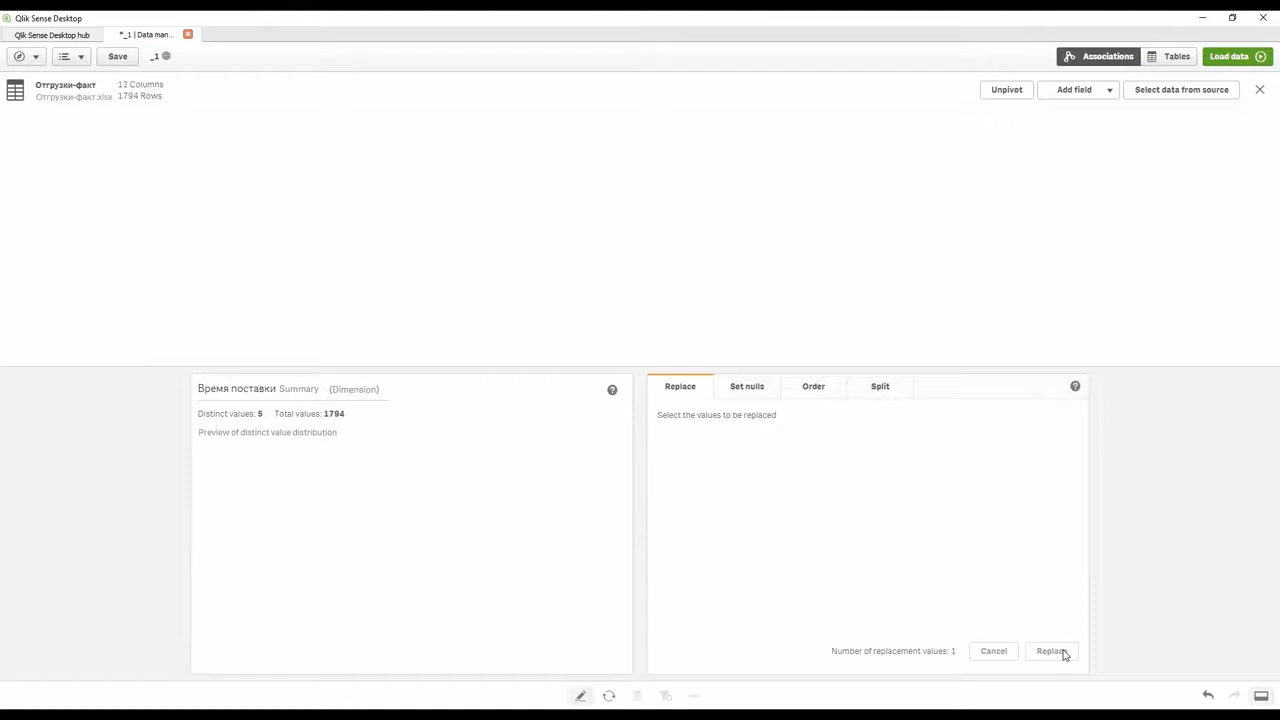 Qlik Sense Desktop
Qlik Sense Desktop hub
*_1 | Data man...
Save
_1
Associations
Tables
Load data
Отгрузки-факт
12 Columns
Отгрузки-факт.xlsx
1794 Rows
Unpivot
Add field
Select data from source
Время поставки Summary (Dimension)
Distinct values: 5 Total values: 1794
Preview of distinct value distribution
Replace
Set nulls
Order
Split
Select the values to be replaced
Number of replacement values: 1
Cancel
Replace